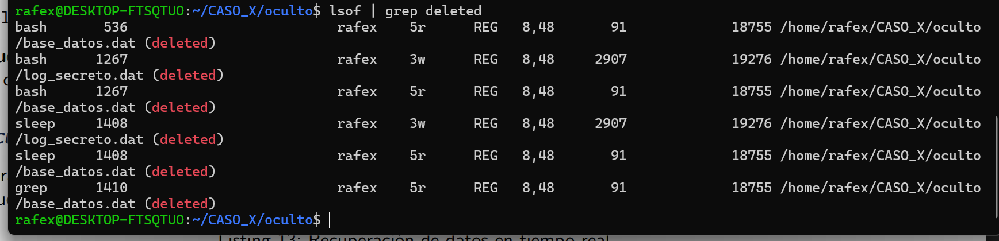 rafex@DESKTOP-FTSQTUO:~/CASO_X/oculto$ lsof | grep deleted
bash 536 rafex 5r REG 8,48 91 18755 /home/rafex/CASO_X/oculto
/base_datos.dat (deleted)
bash 1267 rafex 3w REG 8,48 2907 19276 /home/rafex/CASO_X/oculto
/log_secreto.dat (deleted)
bash 1267 rafex 5r REG 8,48 91 18755 /home/rafex/CASO_X/oculto
/base_datos.dat (deleted)
sleep 1408 rafex 3w REG 8,48 2907 19276 /home/rafex/CASO_X/oculto
/log_secreto.dat (deleted)
sleep 1408 rafex 5r REG 8,48 91 18755 /home/rafex/CASO_X/oculto
/base_datos.dat (deleted)
grep 1410 rafex 5r REG 8,48 91 18755 /home/rafex/CASO_X/oculto
/base_datos.dat (deleted)
rafex@DESKTOP-FTSQTUO:~/CASO_X/oculto$
Listing 13: Recuperación de datos en tiempo real